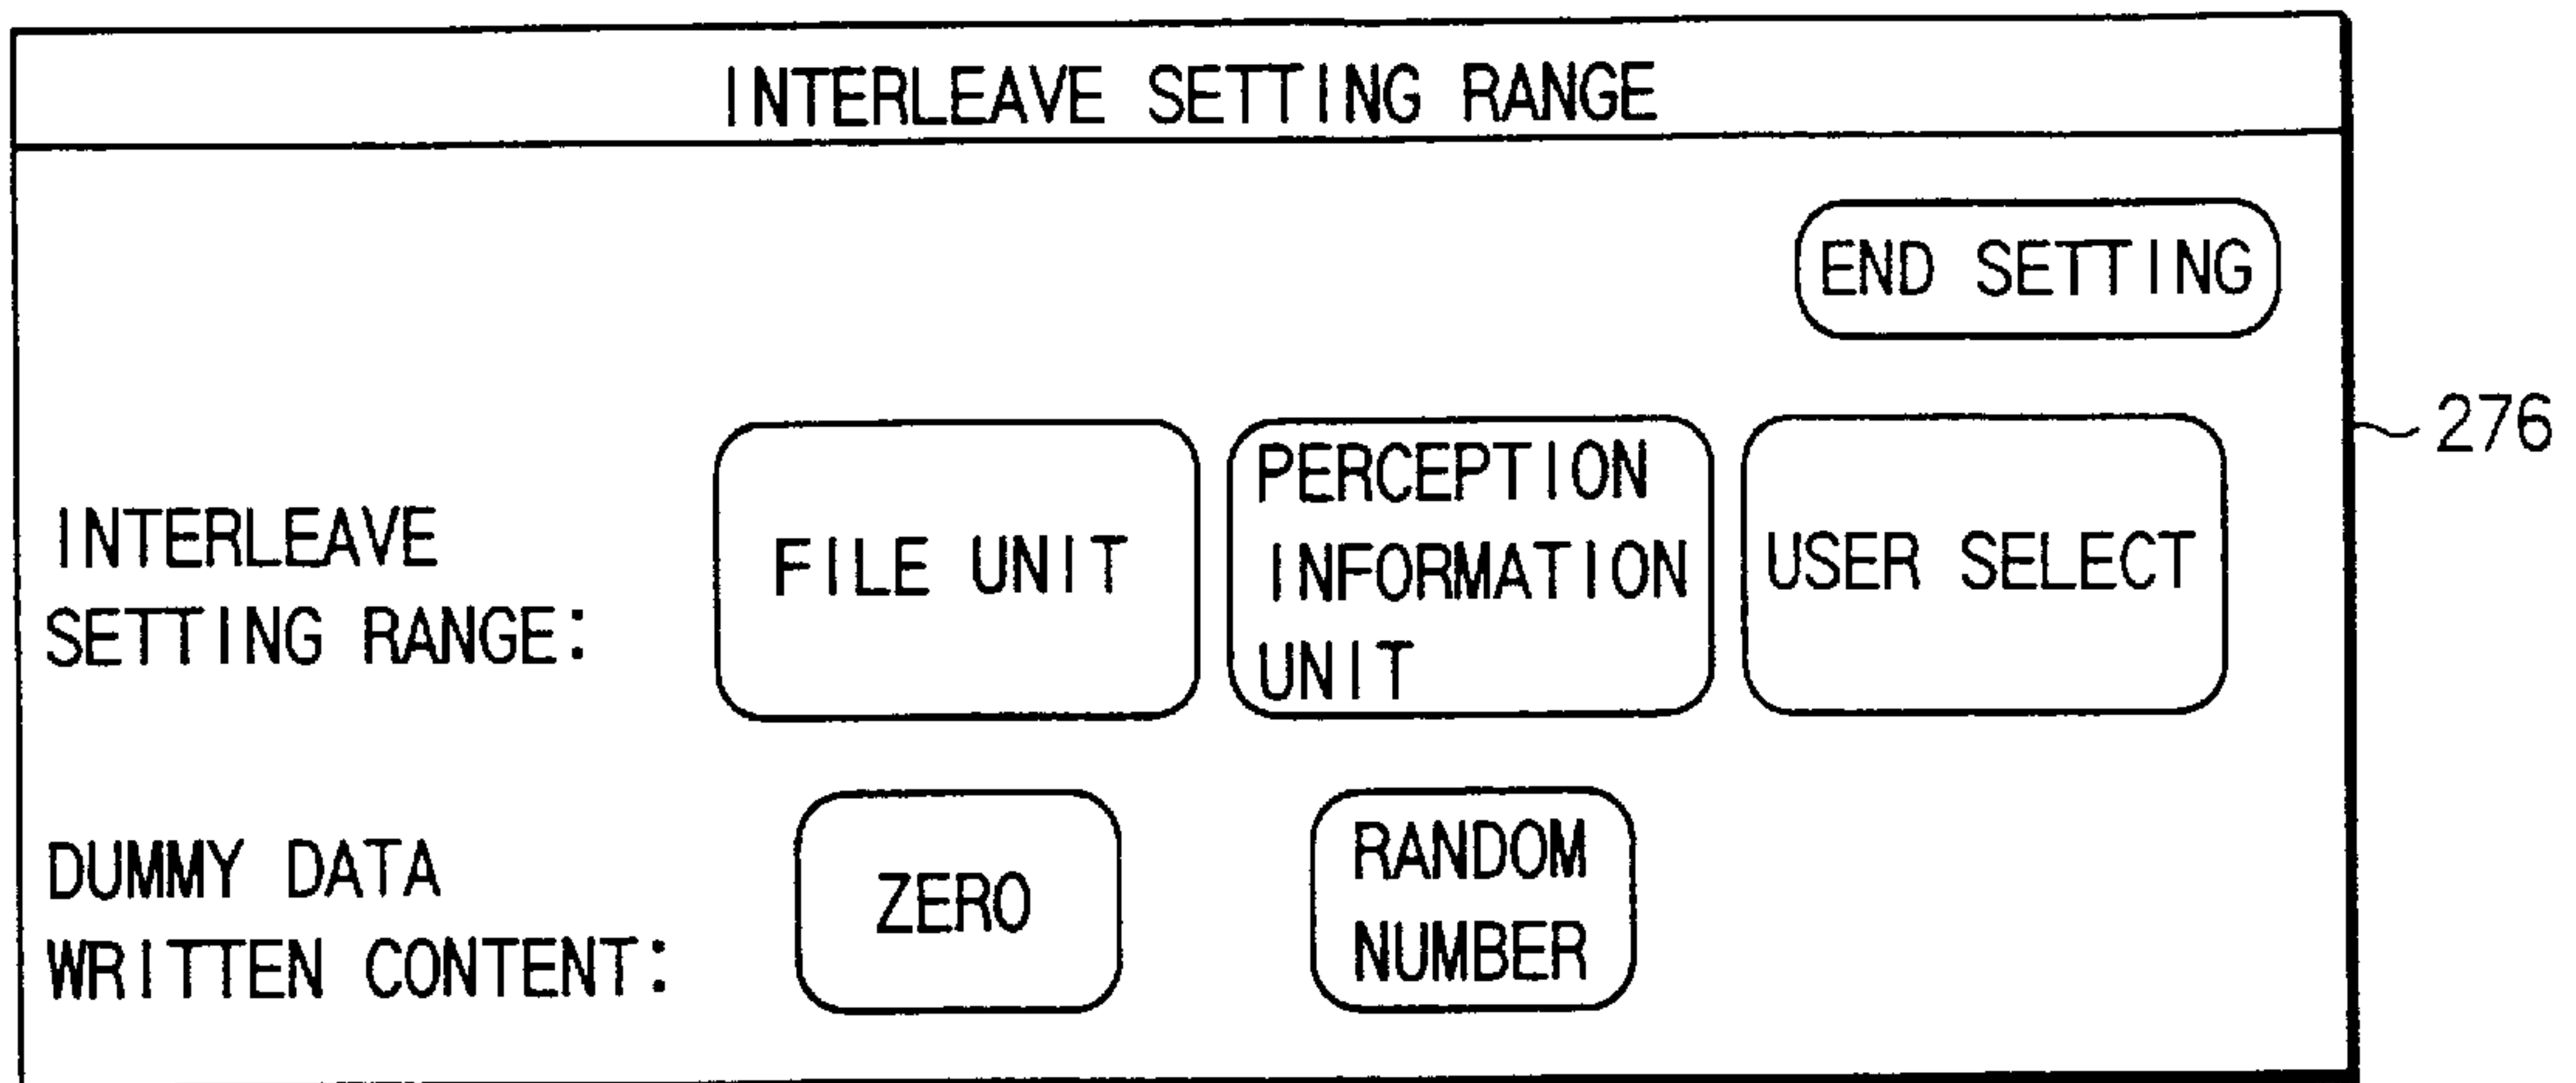 INTERLEAVE SETTING RANGE
END SETTING
276
INTERLEAVE
SETTING RANGE:
FILE UNIT
PERCEPTION
INFORMATION
UNIT
USER SELECT
DUMMY DATA
WRITTEN CONTENT:
ZERO
RANDOM
NUMBER